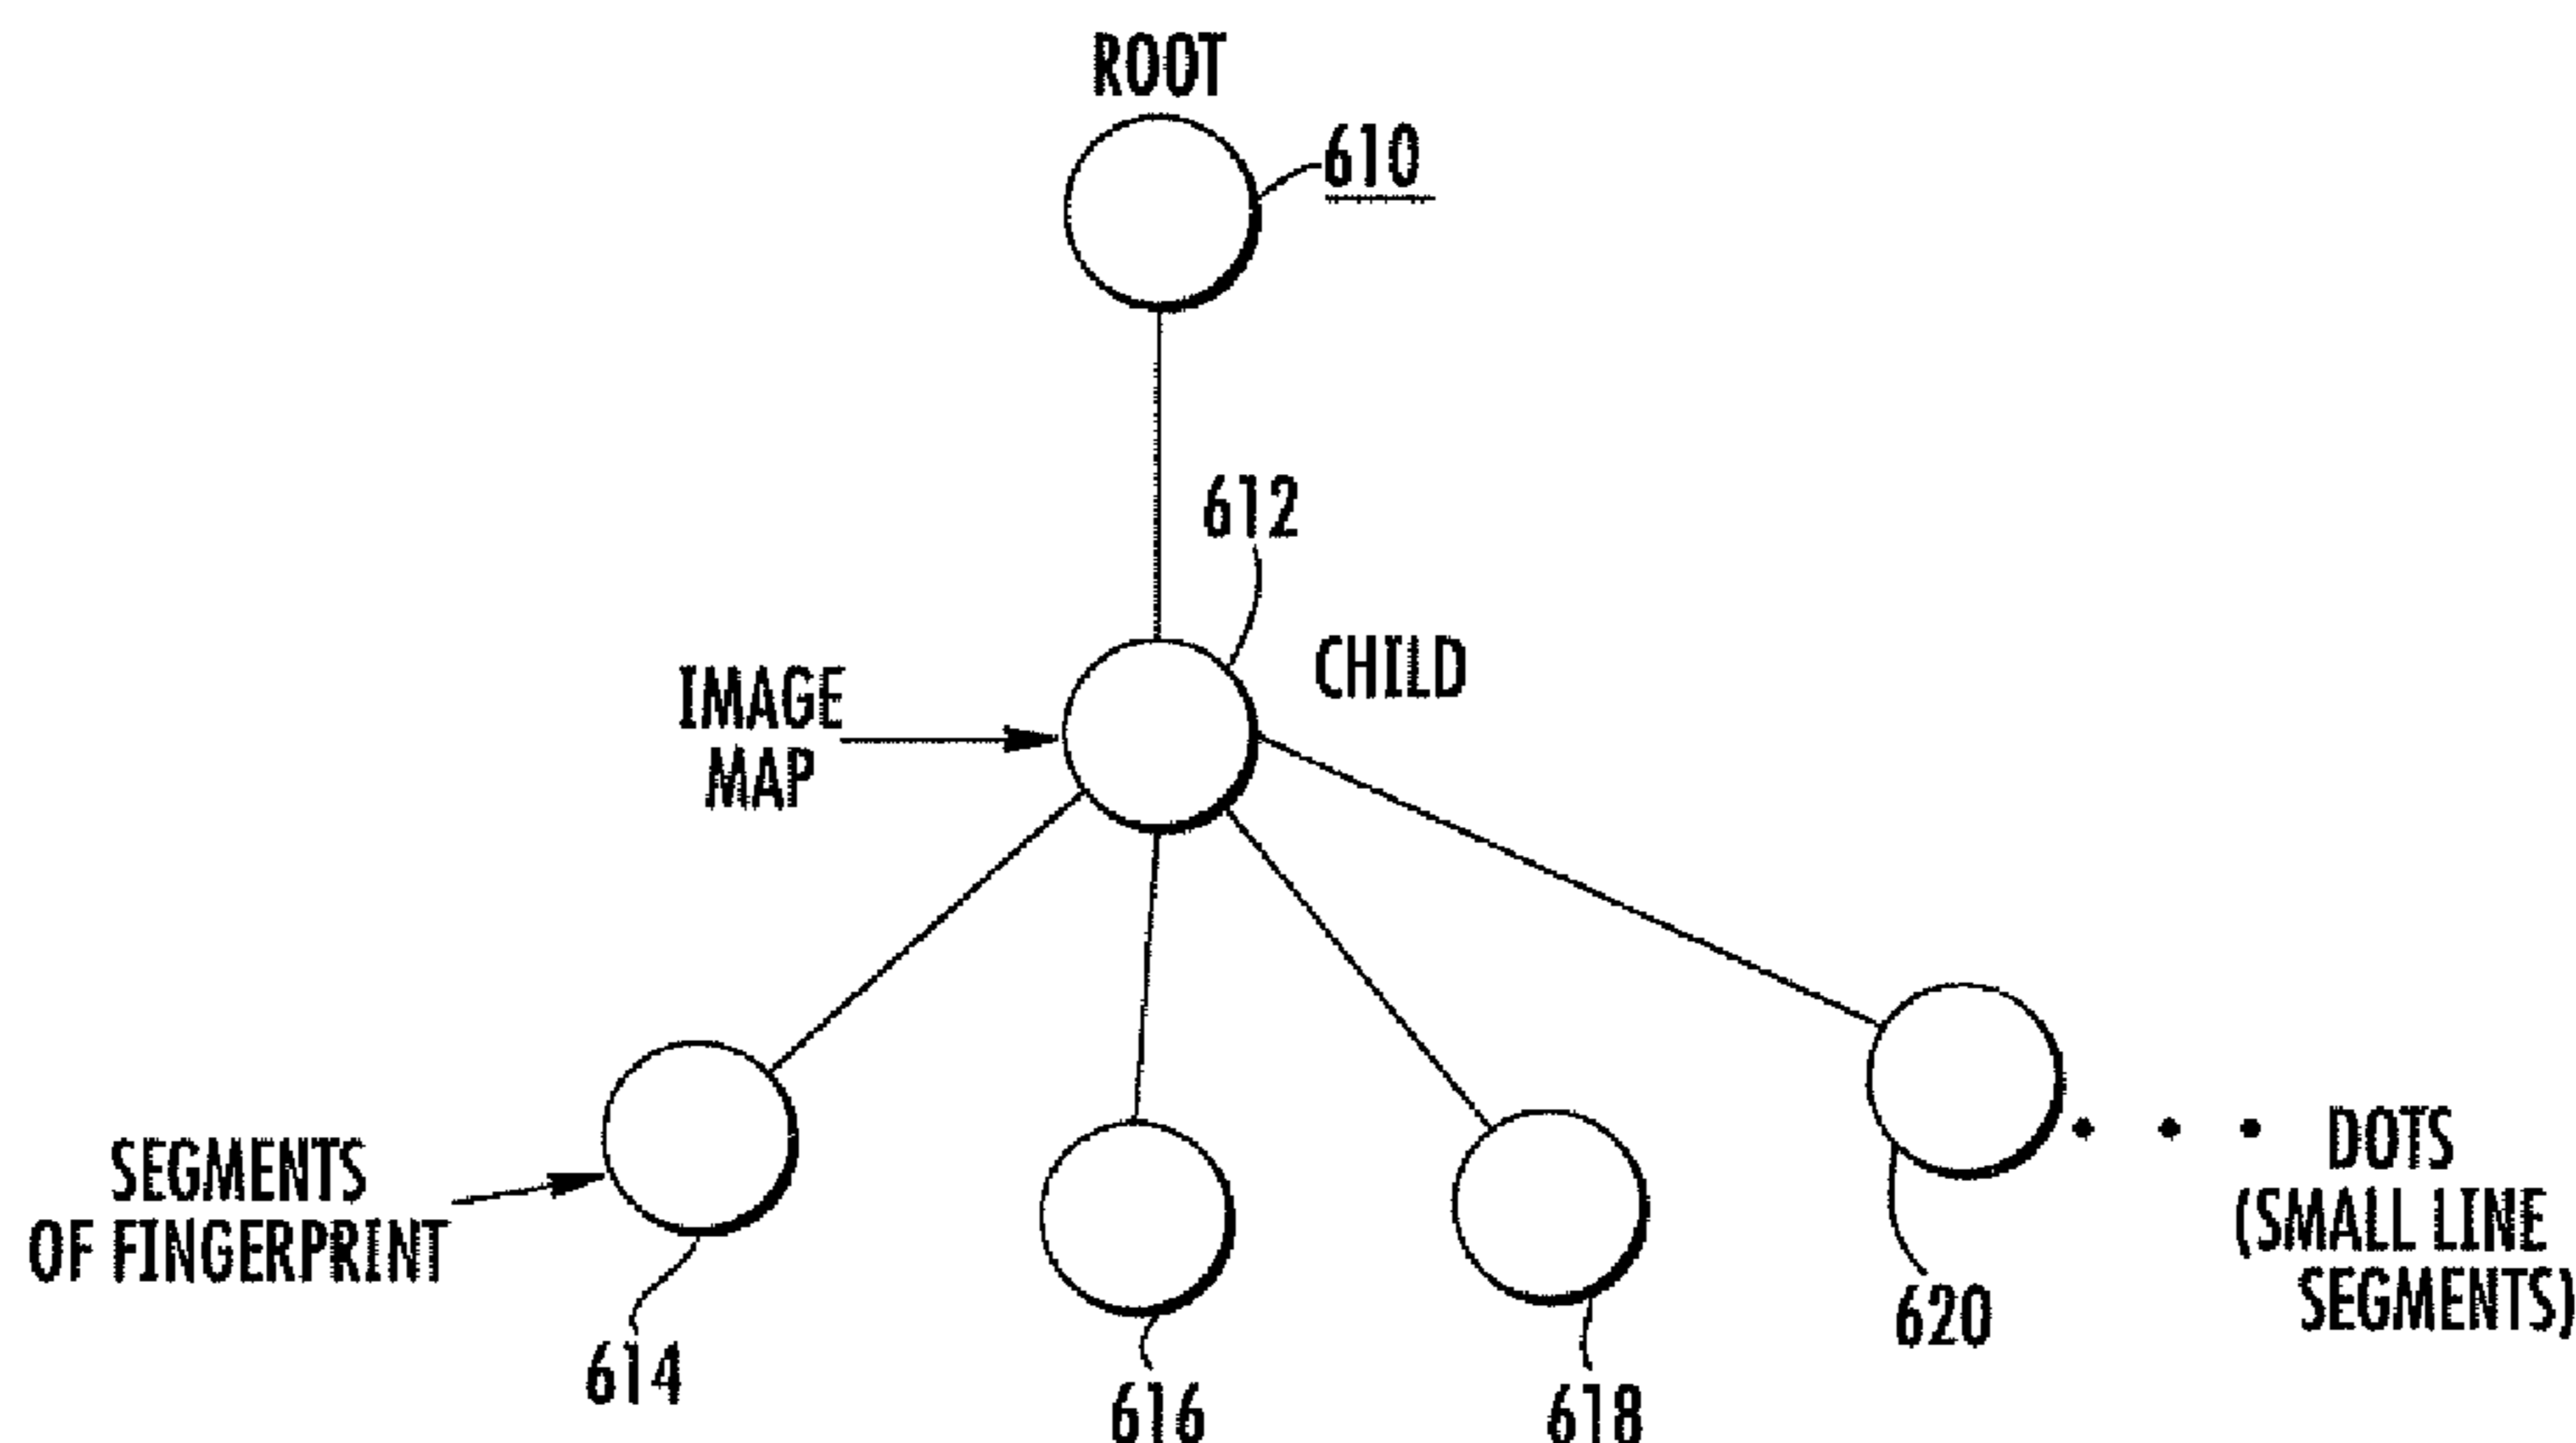 ROOT
610
612
CHILD
IMAGE
MAP
SEGMENTS
OF FINGERPRINT
DOTS
(SMALL LINE
SEGMENTS)
614
616
618
620